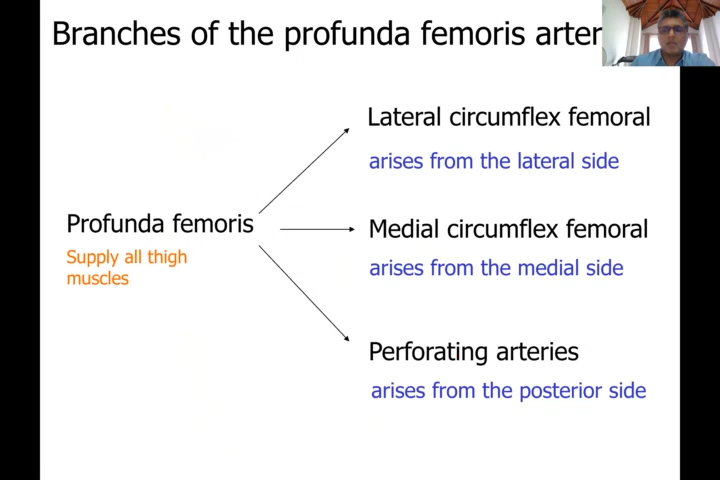 Branches of the profunda femoris
Lateral circumflex femoral
arises from the lateral side
Profunda femoris
Supply all thigh
muscles
Medial circumflex femoral
arises from the medial side
Perforating arteries
arises from the posterior side